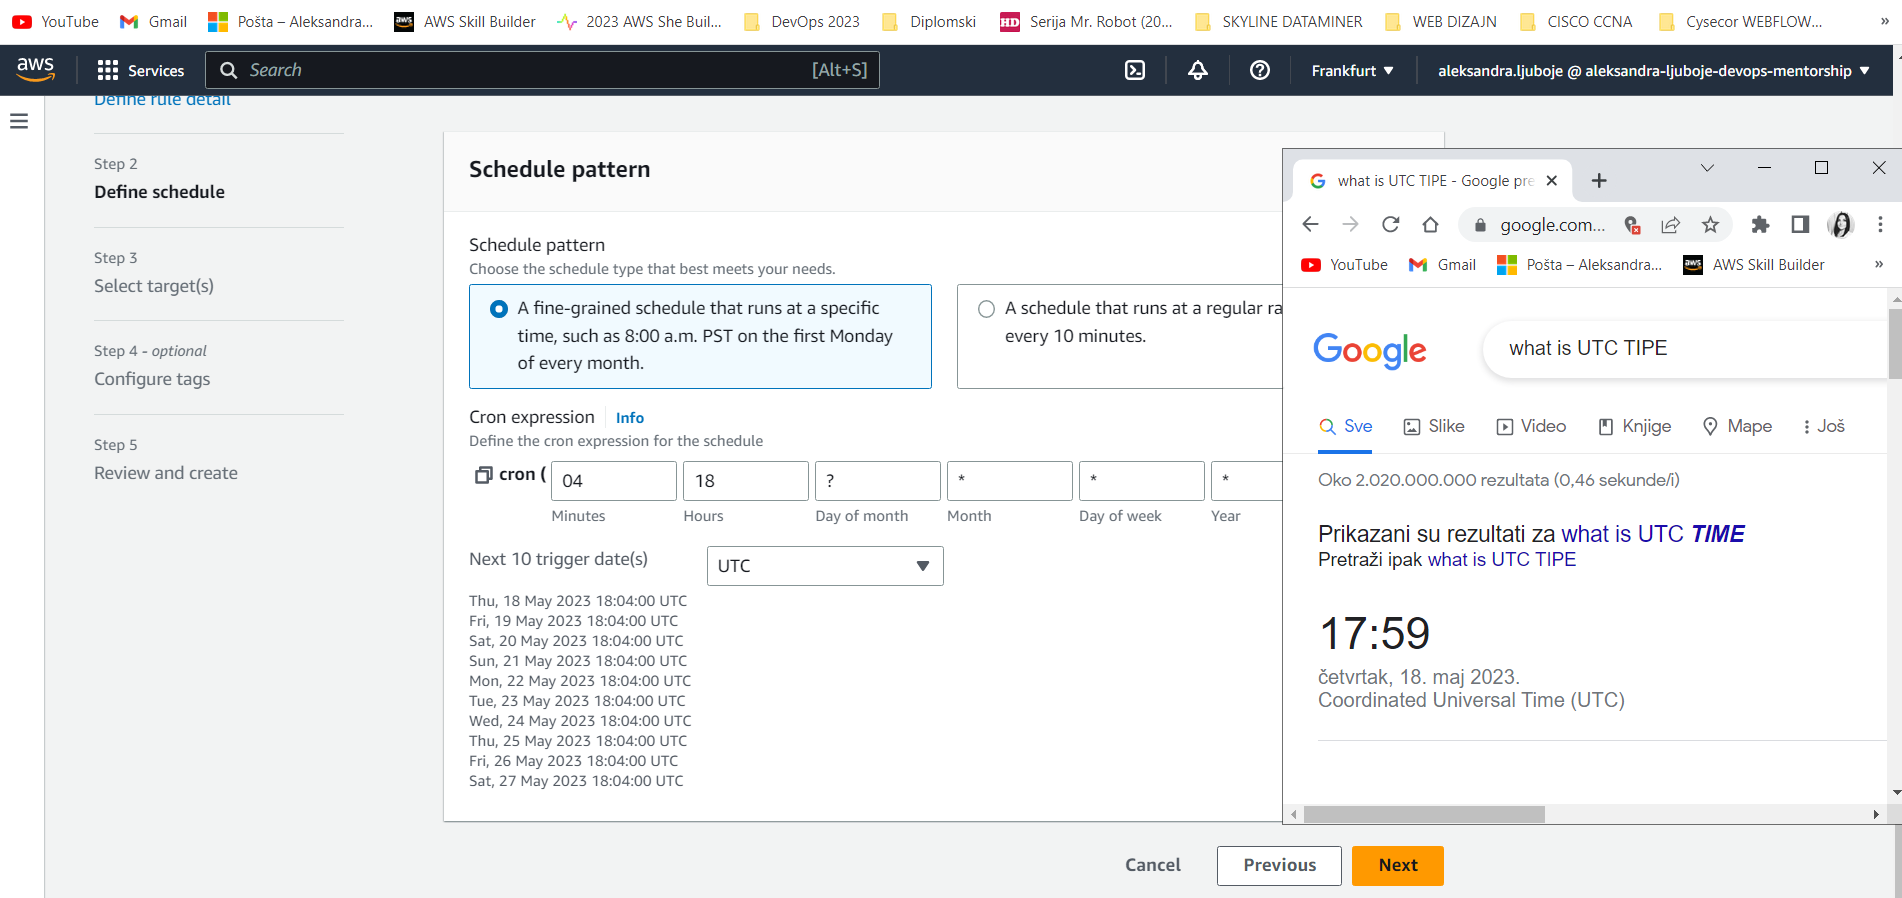 YouTube
Gmail
Pošta – Aleksandra...
AWS Skill Builder
2023 AWS She Buil...
DevOps 2023
Diplomski
HD
Serija Mr. Robot (20...
SKYLINE DATAMINER
WEB DIZAJN
CISCO CCNA
Cysecor WEBFLOW...
»
aws
Services
Search
[Alt+S]
Frankfurt
aleksandra.ljuboje @ aleksandra-ljuboje-devops-mentorship
Define rule detail
Step 2
Define schedule
Step 3
Select target(s)
Step 4 - optional
Configure tags
Step 5
Review and create
Schedule pattern
Schedule pattern
Choose the schedule type that best meets your needs.
A fine-grained schedule that runs at a specific
time, such as 8:00 a.m. PST on the first Monday
of every month.
A schedule that runs at a regular ra
every 10 minutes.
Cron expression
Info
Define the cron expression for the schedule
cron ( 04 18 ? * * *
Minutes Hours Day of month Month Day of week Year
Next 10 trigger date(s)
UTC
Thu, 18 May 2023 18:04:00 UTC
Fri, 19 May 2023 18:04:00 UTC
Sat, 20 May 2023 18:04:00 UTC
Sun, 21 May 2023 18:04:00 UTC
Mon, 22 May 2023 18:04:00 UTC
Tue, 23 May 2023 18:04:00 UTC
Wed, 24 May 2023 18:04:00 UTC
Thu, 25 May 2023 18:04:00 UTC
Fri, 26 May 2023 18:04:00 UTC
Sat, 27 May 2023 18:04:00 UTC
Cancel
Previous
Next
what is UTC TIPE - Google pre
google.com...
YouTube
Gmail
Pošta – Aleksandra...
aws
AWS Skill Builder
»
Google
what is UTC TIPE
Sve
Slike
Video
Knjige
Mape
Još
Oko 2.020.000.000 rezultata (0,46 sekunde/i)
Prikazani su rezultati za what is UTC TIME
Pretraži ipak what is UTC TIPE
17:59
četvrtak, 18. maj 2023.
Coordinated Universal Time (UTC)